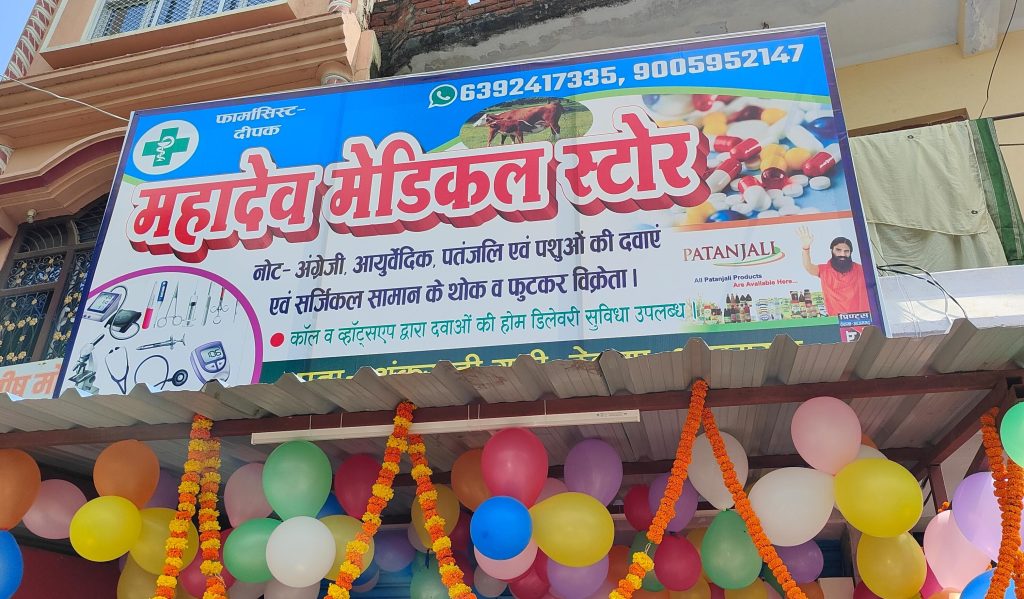 6392417335, 9005952147
फार्मासिस्ट-
दीपक
महादेव मेडिकल स्टोर
नोट- अंग्रेजी, आयुर्वेदिक, पतंजलि एवं पशुओं की दवाएं
एवं सर्जिकल सामान के थोक व फुटकर विक्रेता।
• कॉल व व्हॉट्सएप द्वारा दवाओं की होम डिलेवरी सुविधा उपलब्ध।
PATANJALI
All Patanjali Products
are Available Here...
प्रिण्ट्स